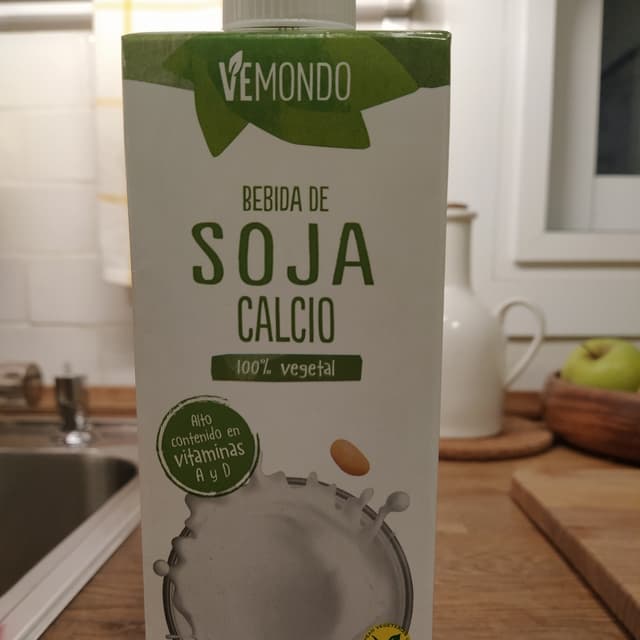 VEMONDO
BEBIDA DE
SOJA
CALCIO
100% vegetal
Alto
contenido en
vitaminas
A y D